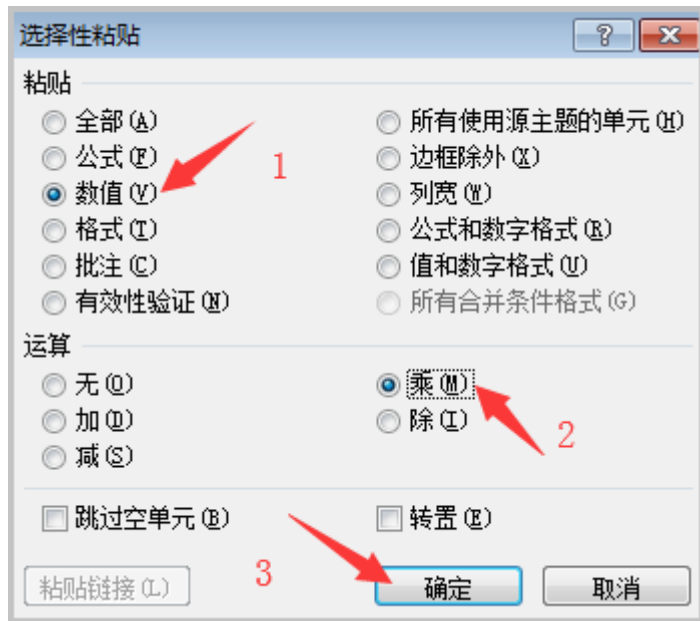 选择性粘贴
粘贴
全部(A)
所有使用源主题的单元(H)
公式(F)
1
边框除外(X)
数值(V)
列宽(W)
格式(T)
公式和数字格式(R)
批注(C)
值和数字格式(U)
有效性验证(N)
所有合并条件格式(G)
运算
无(O)
乘(M)
加(D)
除(I)
2
减(S)
跳过空单元(B)
转置(E)
粘贴链接(L)
3
确定
取消